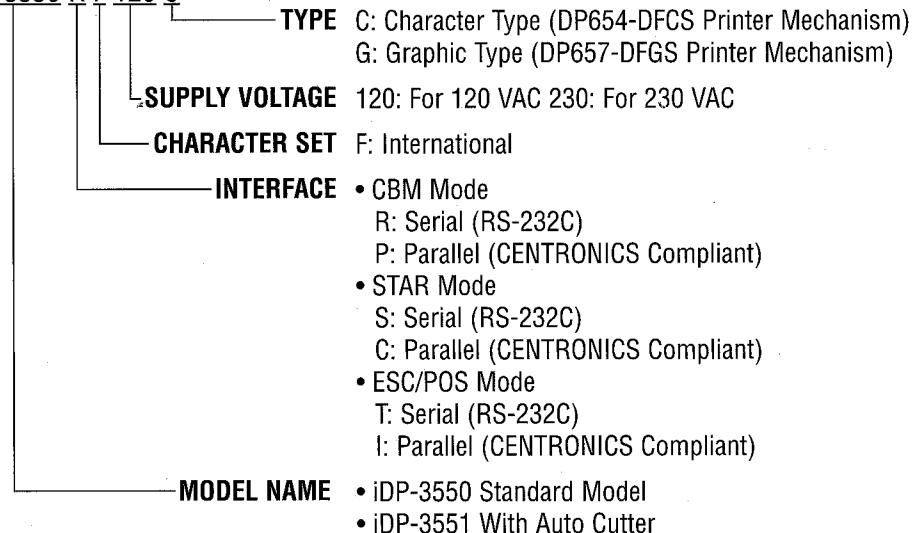 TYPE C: Character Type (DP654-DFCS Printer Mechanism)
G: Graphic Type (DP657-DFGS Printer Mechanism)
SUPPLY VOLTAGE 120: For 120 VAC 230: For 230 VAC
CHARACTER SET F: International
INTERFACE • CBM Mode
R: Serial (RS-232C)
P: Parallel (CENTRONICS Compliant)
• STAR Mode
S: Serial (RS-232C)
C: Parallel (CENTRONICS Compliant)
• ESC/POS Mode
T: Serial (RS-232C)
I: Parallel (CENTRONICS Compliant)
MODEL NAME • iDP-3550 Standard Model
• iDP-3551 With Auto Cutter